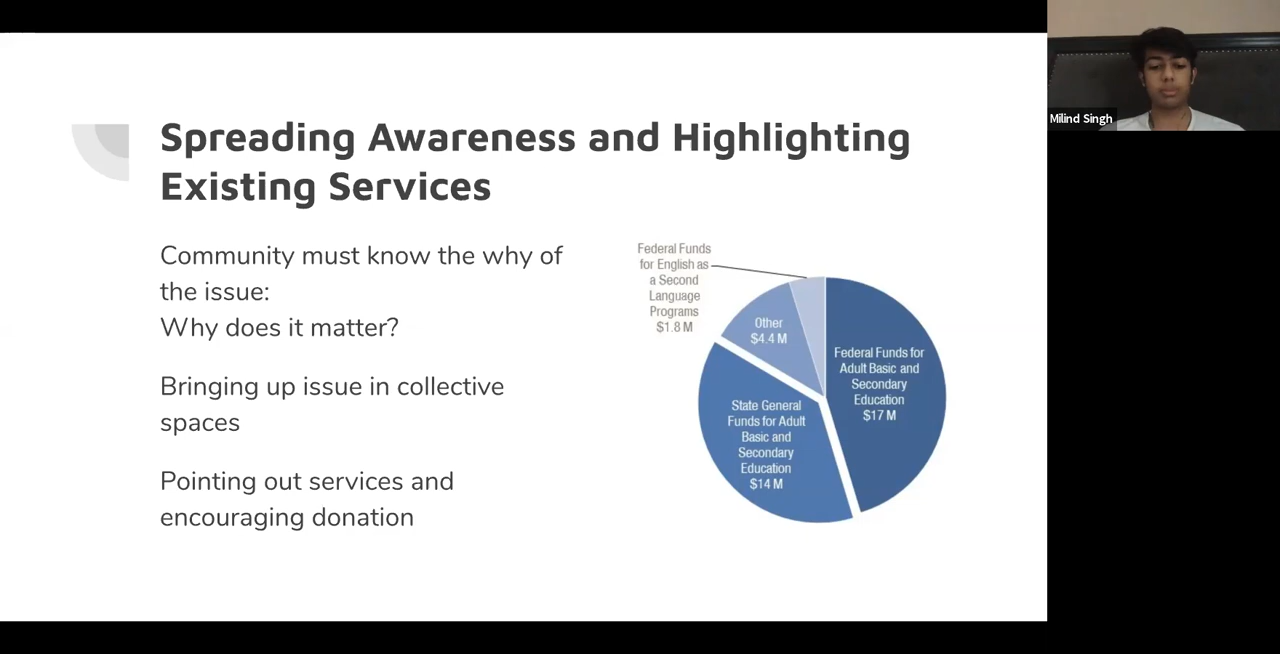 Spreading Awareness and Highlighting
Existing Services
Community must know the why of
the issue:
Why does it matter?
Bringing up issue in collective
spaces
Pointing out services and
encouraging donation
Federal Funds
for English as
a Second
Language
Programs
$1.8 M
Other
$4.4 M
Federal Funds for
Adult Basic and
Secondary
Education
$17 M
State General
Funds for Adult
Basic and
Secondary
Education
$14 M
Milind Singh